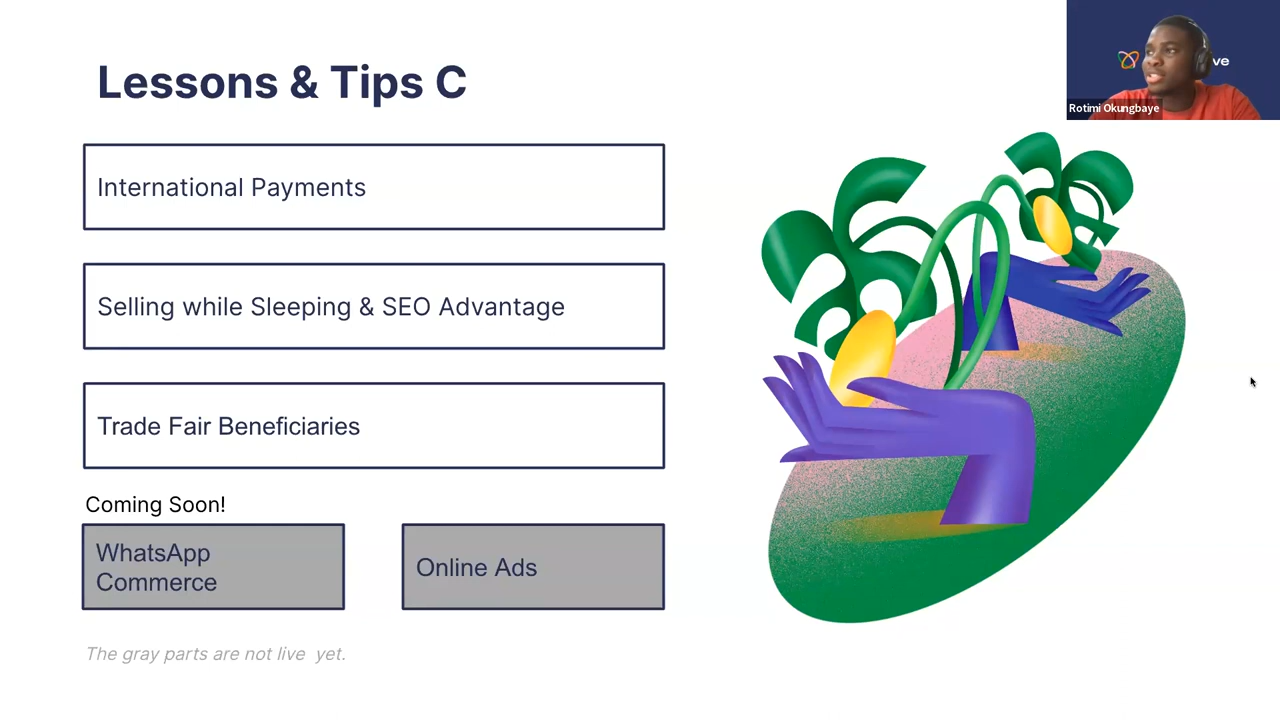 Lessons & Tips C
ve
Rotimi Okungbaye
International Payments
Selling while Sleeping & SEO Advantage
Trade Fair Beneficiaries
Coming Soon!
WhatsApp
Commerce
Online Ads
The gray parts are not live  yet.